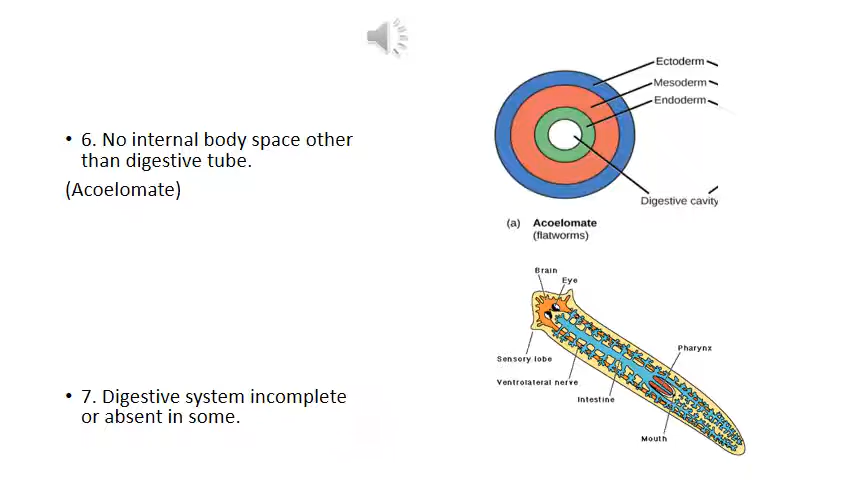 • 6. No internal body space other
than digestive tube.
(Acoelomate)
• 7. Digestive system incomplete
or absent in some.
Ectoderm
Mesoderm
Endoderm
Digestive cavity
(a) Acoelomate
(flatworms)
Brain
Eye
Sensory lobe
Ventrolateral nerve
Intestine
Pharynx
Mouth